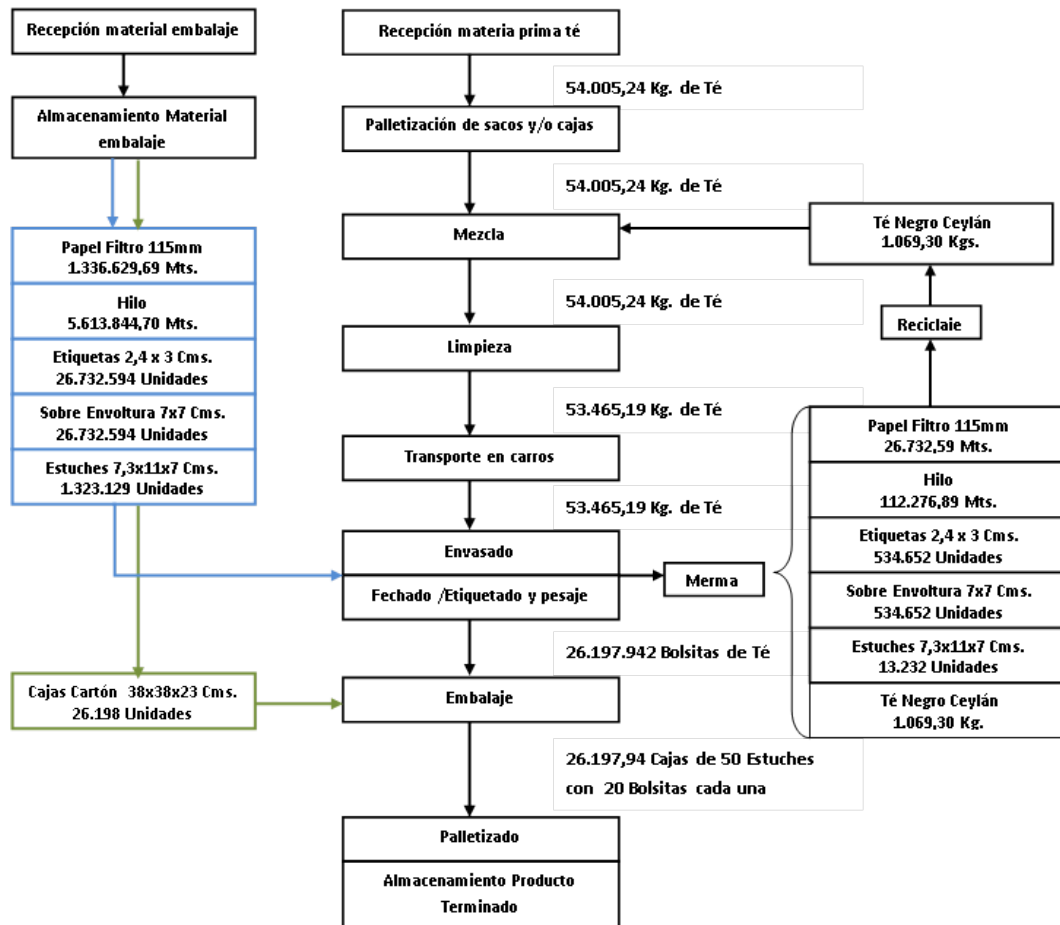 Recepción material embalaje
Almacenamiento Material
embalaje
Papel Filtro 115mm
1.336.629,69 Mts.
Hilo
5.613.844,70 Mts.
Etiquetas 2,4 x 3 Cms.
26.732.594 Unidades
Sobre Envoltura 7x7 Cms.
26.732.594 Unidades
Estuches 7,3x11x7 Cms.
1.323.129 Unidades
Cajas Cartón 38x38x23 Cms.
26.198 Unidades
Recepción materia prima té
54.005,24 Kg. de Té
Palletización de sacos y/o cajas
54.005,24 Kg. de Té
Mezcla
54.005,24 Kg. de Té
Limpieza
53.465,19 Kg. de Té
Transporte en carros
53.465,19 Kg. de Té
Envasado
Fechado /Etiquetado y pesaje
26.197.942 Bolsitas de Té
Embalaje
26.197,94 Cajas de 50 Estuches
con 20 Bolsitas cada una
Palletizado
Almacenamiento Producto
Terminado
Té Negro Ceylán
1.069,30 Kgs.
Reciclaie
Merma
Papel Filtro 115mm
26.732,59 Mts.
Hilo
112.276,89 Mts.
Etiquetas 2,4 x 3 Cms.
534.652 Unidades
Sobre Envoltura 7x7 Cms.
534.652 Unidades
Estuches 7,3x11x7 Cms.
13.232 Unidades
Té Negro Ceylán
1.069,30 Kg.